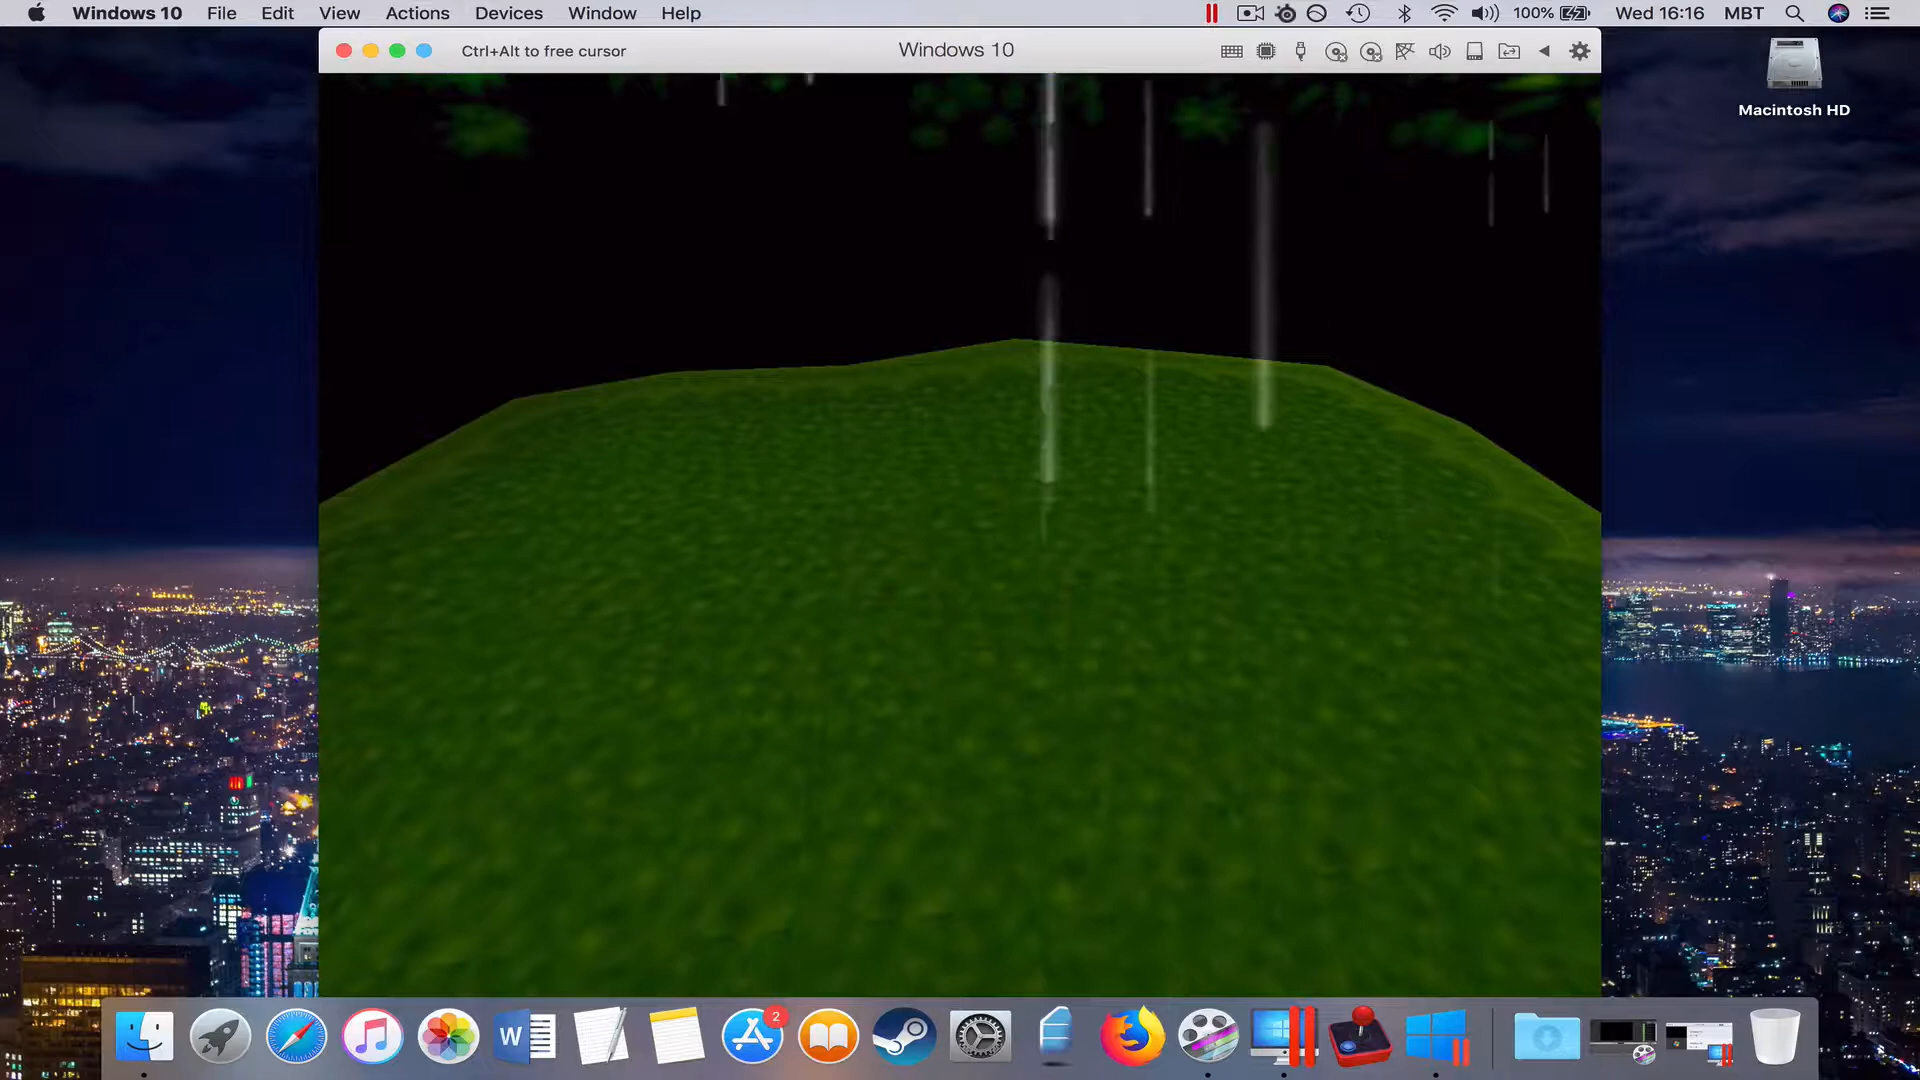 Windows 10 File Edit View Actions Devices Window Help 100% Wed 16:16 MBT
Ctrl+Alt to free cursor Windows 10
Macintosh HD
2
W